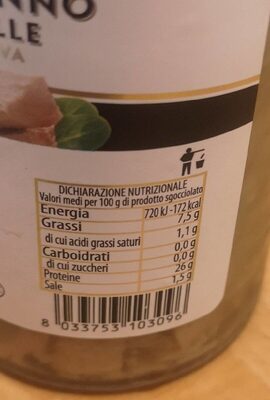 NNO
LLE
VA
DICHIARAZIONE NUTRIZIONALE
Valori medi per 100 g di prodotto sgocciolato
Energia 720 kJ -172 kcal
Grassi 7,5 g
di cui acidi grassi saturi 1,1 g
Carboidrati 0,0 g
di cui zuccheri 0,0 g
Proteine 26 g
Sale 1,5 g
8 033753 103096